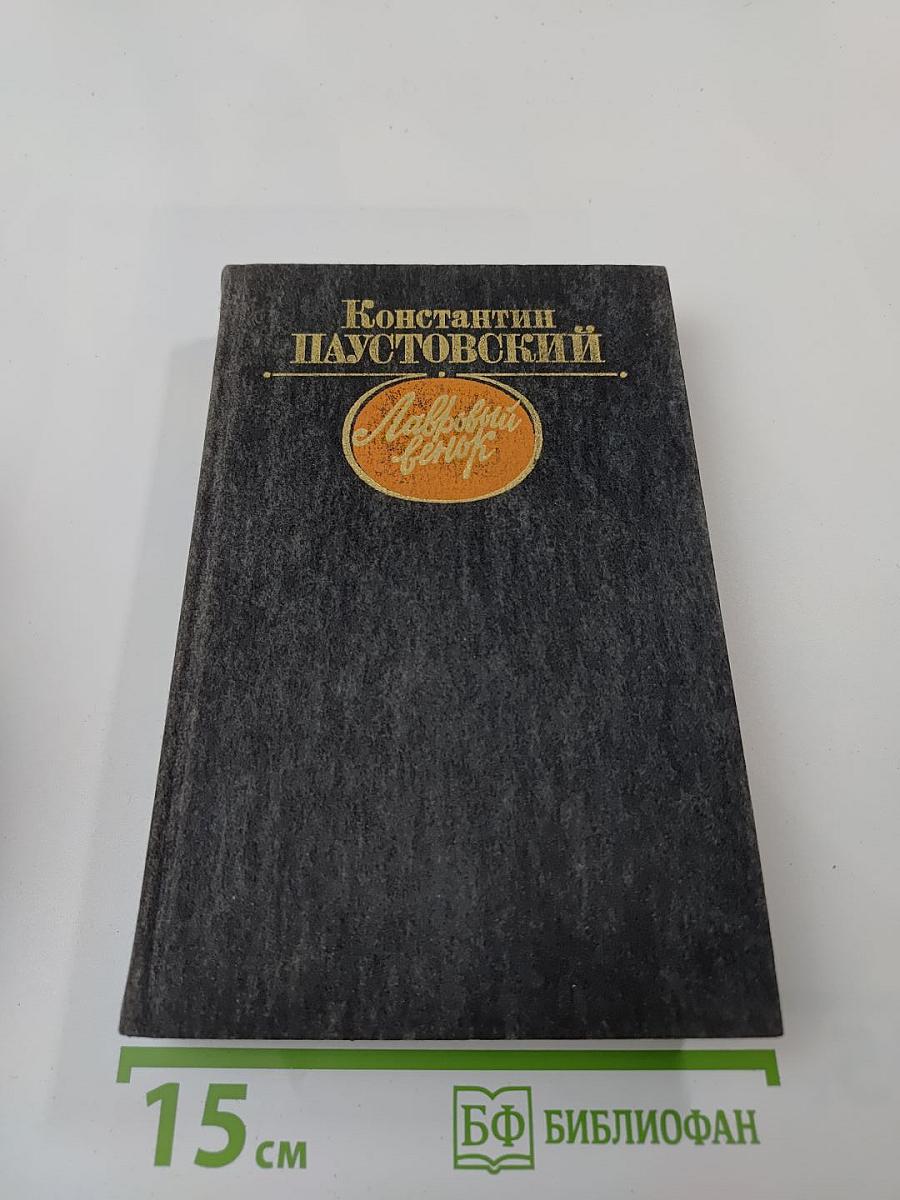 Константин
ПАУСТОВСКИЙ
Лавровый
венок
15 см
БФ БИБЛИОФАН